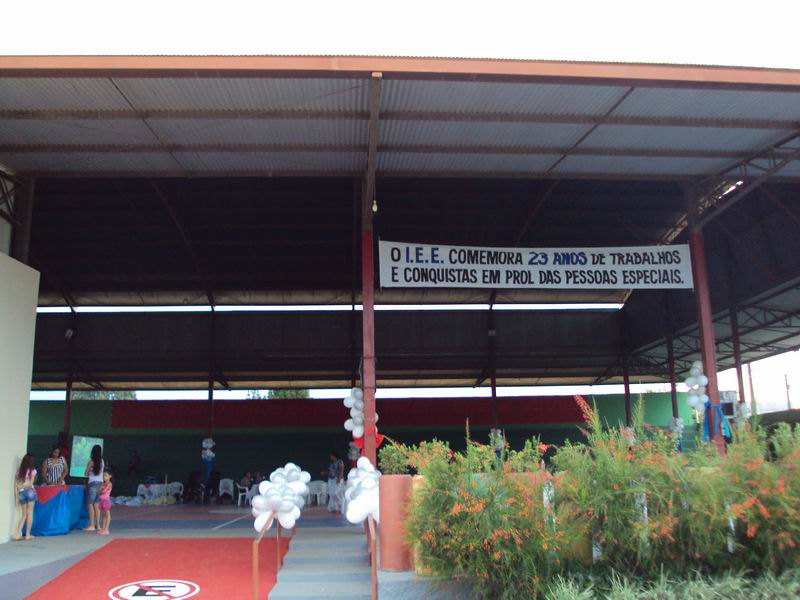 O I.E.E. COMEMORA 23 ANOS DE TRABALHOS
E CONQUISTAS EM PROL DAS PESSOAS ESPECIAIS.